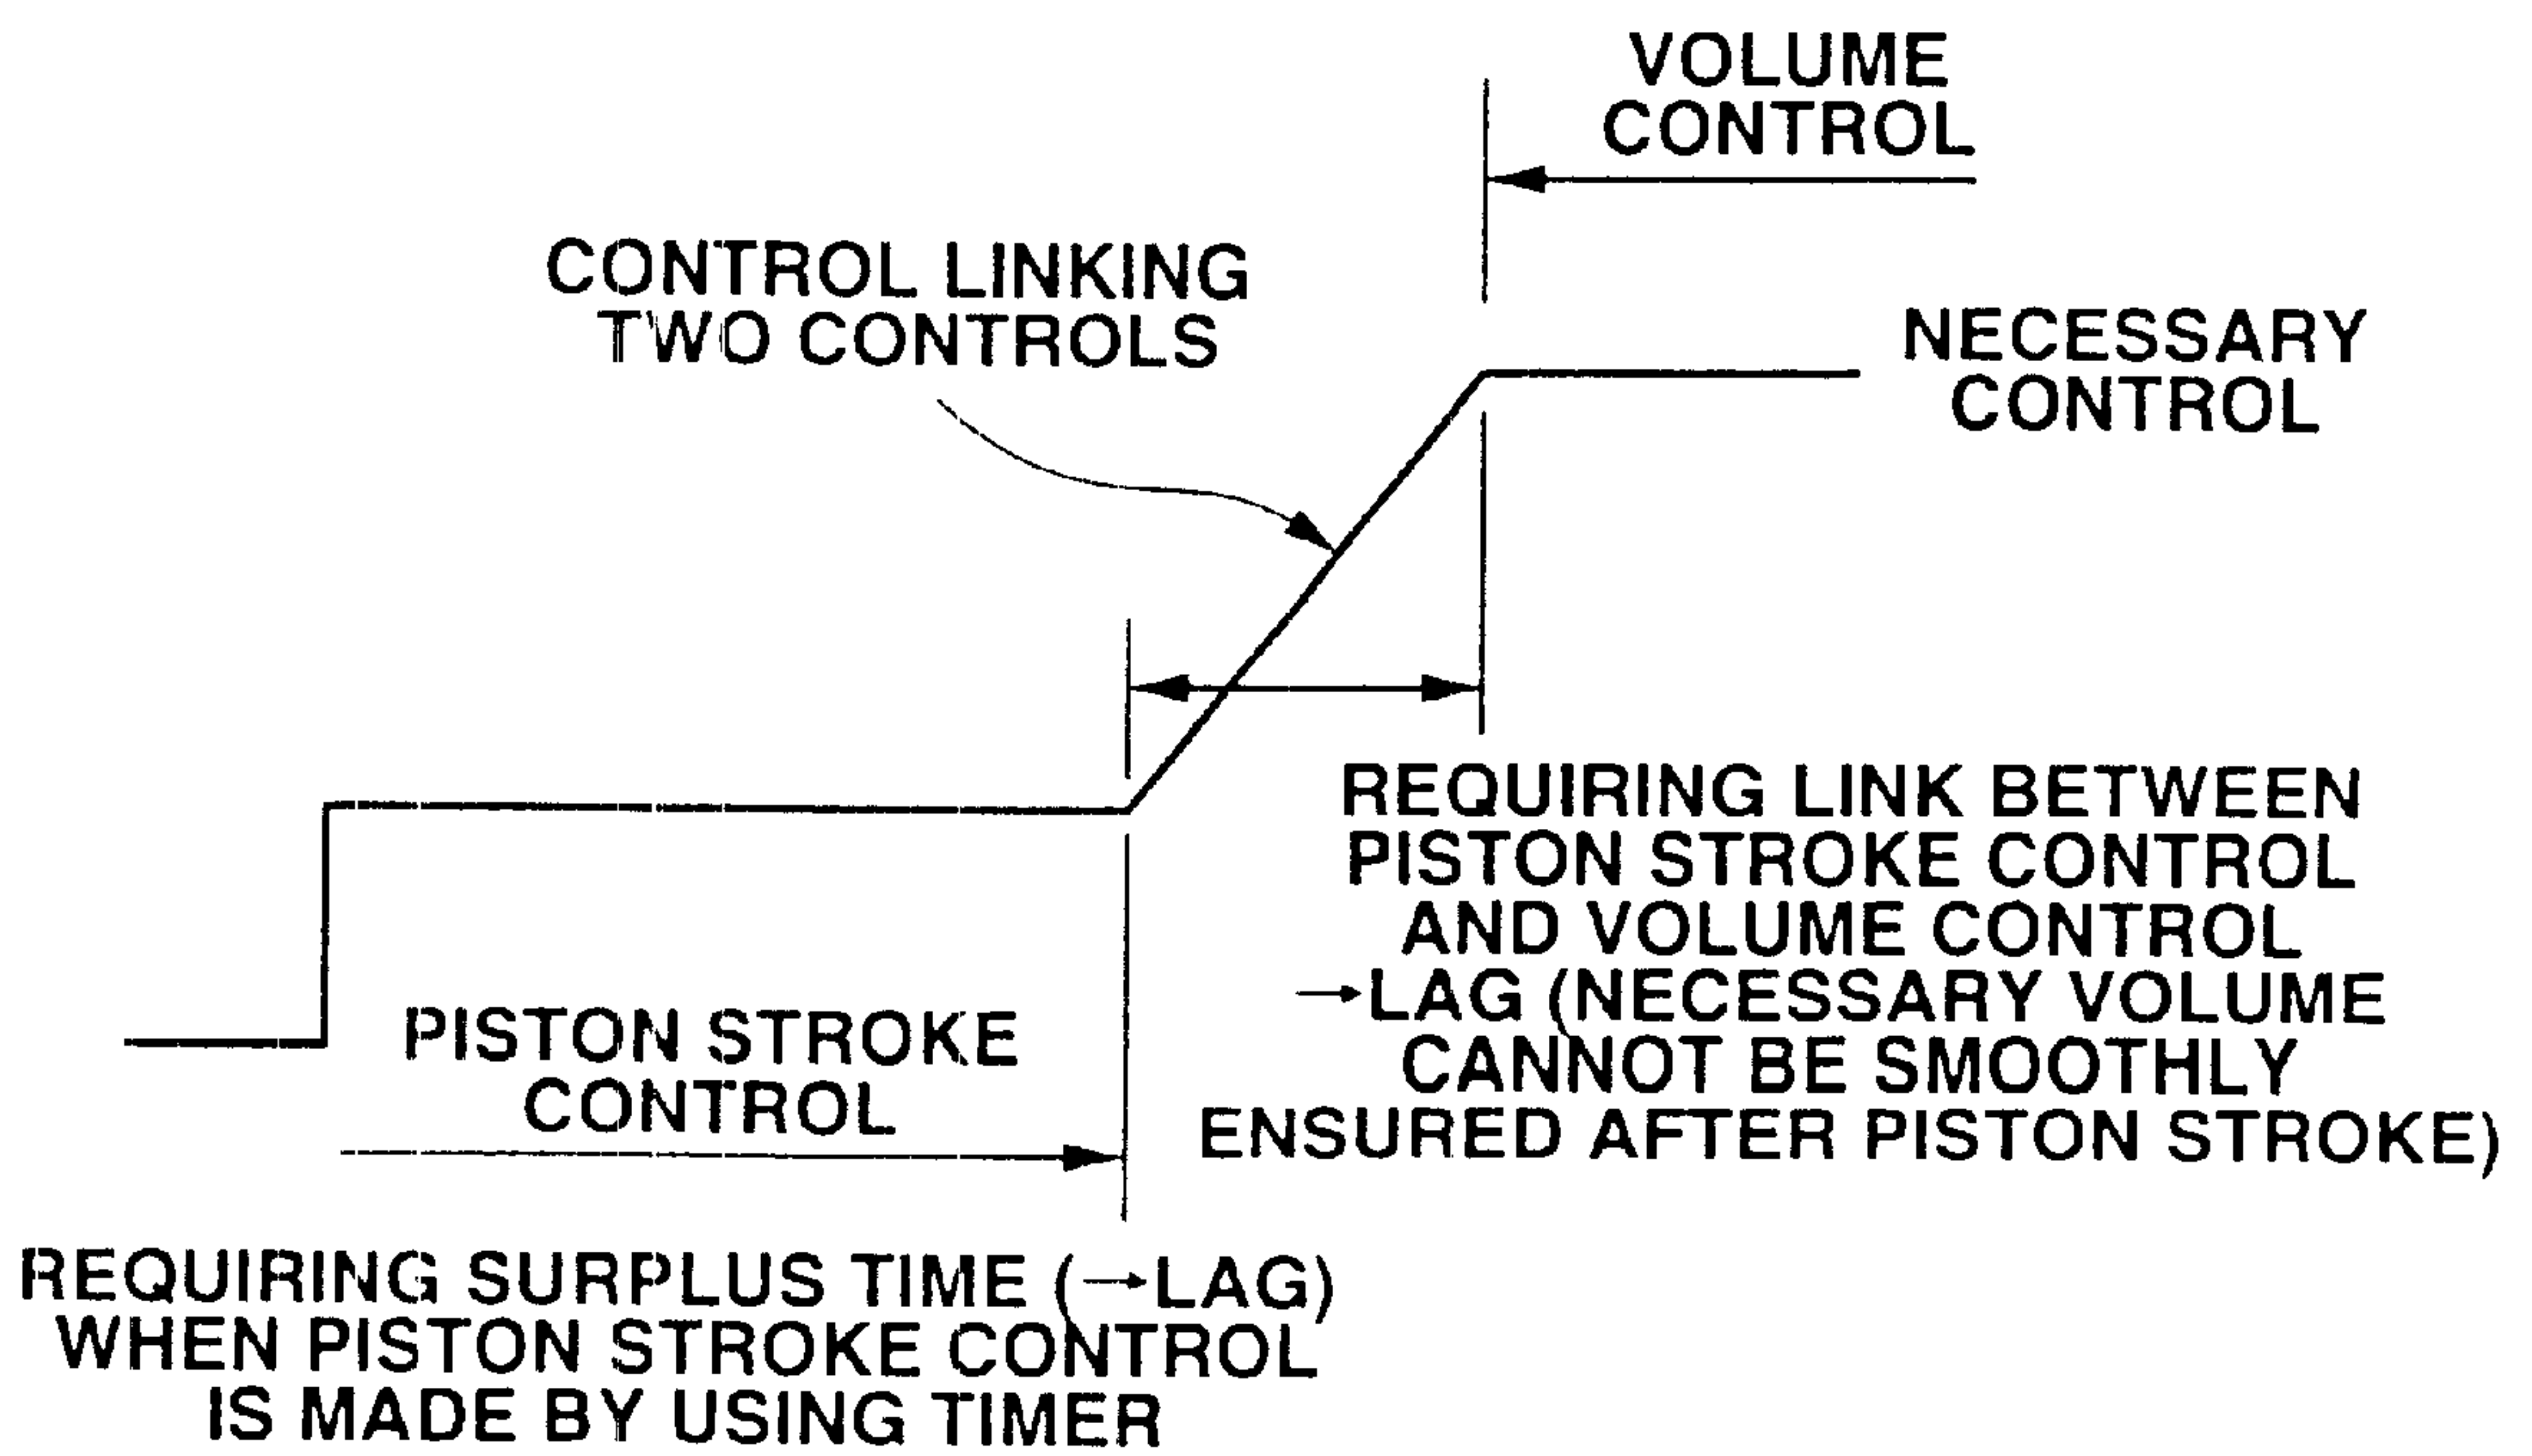 VOLUME
CONTROL
CONTROL LINKING
TWO CONTROLS
NECESSARY
CONTROL
REQUIRING LINK BETWEEN
PISTON STROKE CONTROL
AND VOLUME CONTROL
→LAG (NECESSARY VOLUME
CANNOT BE SMOOTHLY
ENSURED AFTER PISTON STROKE)
PISTON STROKE
CONTROL
REQUIRING SURPLUS TIME (→LAG)
WHEN PISTON STROKE CONTROL
IS MADE BY USING TIMER